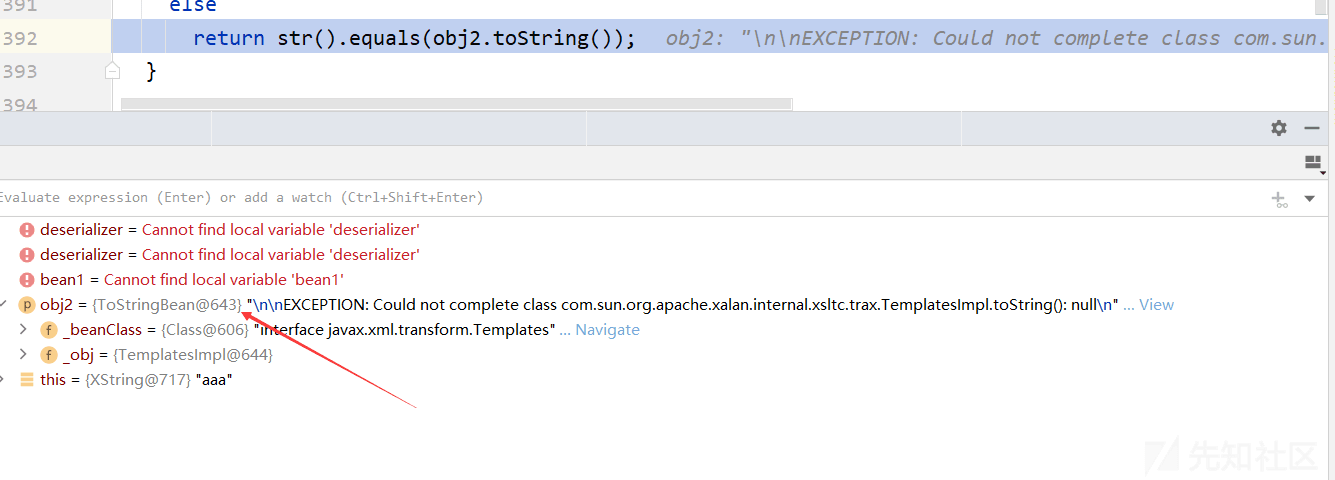 391 else
392 return str().equals(obj2.toString()); obj2: "\n\nEXCEPTION: Could not complete class com.sun.
393 }
394
Evaluate expression (Enter) or add a watch (Ctrl+Shift+Enter)
deserializer = Cannot find local variable 'deserializer'
deserializer = Cannot find local variable 'deserializer'
bean1 = Cannot find local variable 'bean1'
p obj2 = {ToStringBean@643} "\n\nEXCEPTION: Could not complete class com.sun.org.apache.xalan.internal.xsltc.trax.TemplatesImpl.toString(): null\n" ... View
f _beanClass = {Class@606} "interface javax.xml.transform.Templates" ... Navigate
f _obj = {TemplatesImpl@644}
this = {XString@717} "aaa"
先知社区